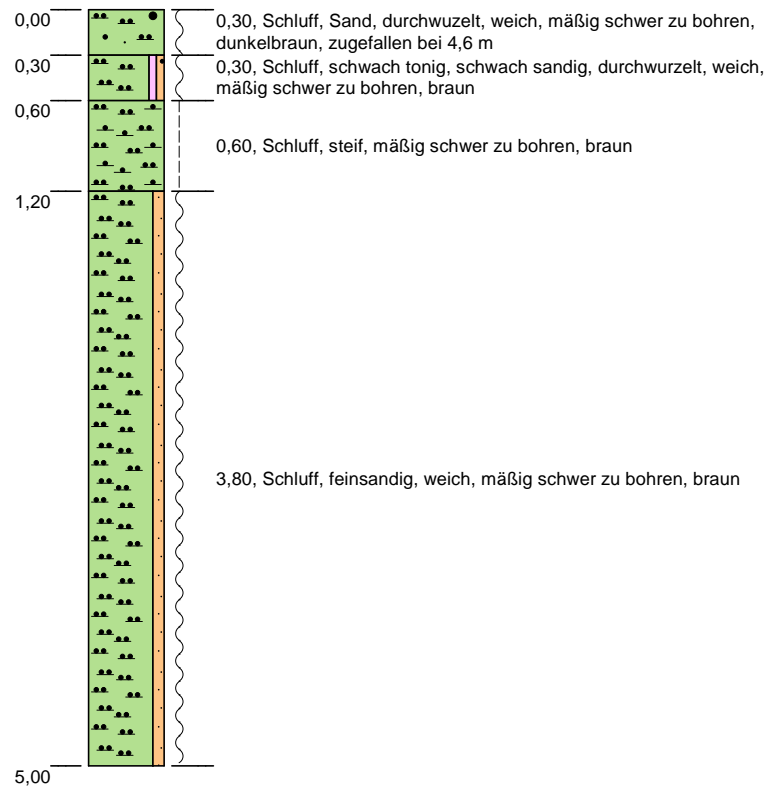 0,00
0,30, Schluff, Sand, durchwuzelt, weich, mäßig schwer zu bohren,
dunkelbraun, zugefallen bei 4,6 m
0,30
0,30, Schluff, schwach tonig, schwach sandig, durchwurzelt, weich,
mäßig schwer zu bohren, braun
0,60
0,60, Schluff, steif, mäßig schwer zu bohren, braun
1,20
3,80, Schluff, feinsandig, weich, mäßig schwer zu bohren, braun
5,00